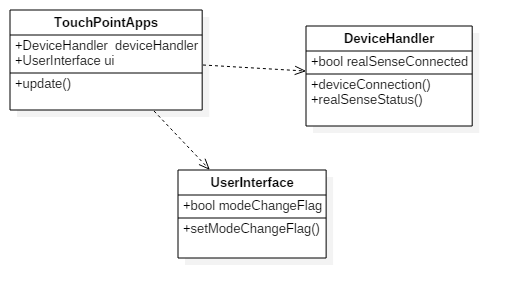 TouchPointApps
+DeviceHandler deviceHandler
+UserInterface ui
+update()
DeviceHandler
+bool realSenseConnected
+deviceConnection()
+realSenseStatus()
UserInterface
+bool modeChangeFlag
+setModeChangeFlag()